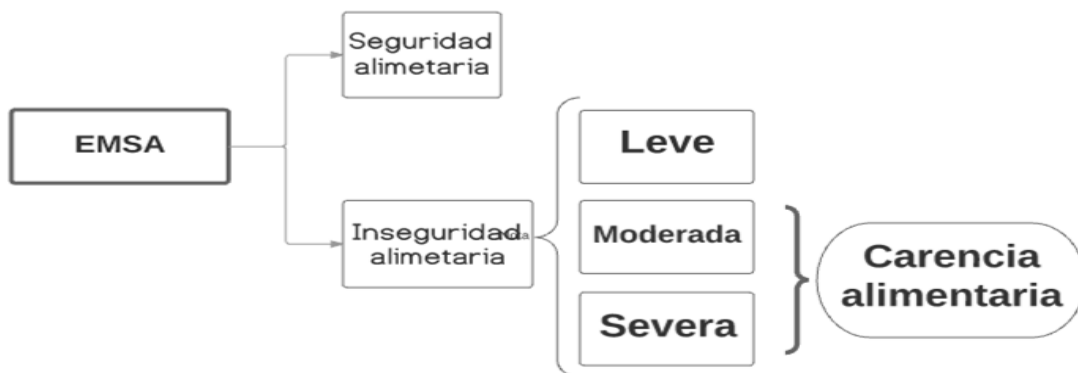 EMSA
Seguridad
alimetaria
Inseguridad
alimetaria
Leve
Moderada
Severa
Carencia
alimentaria